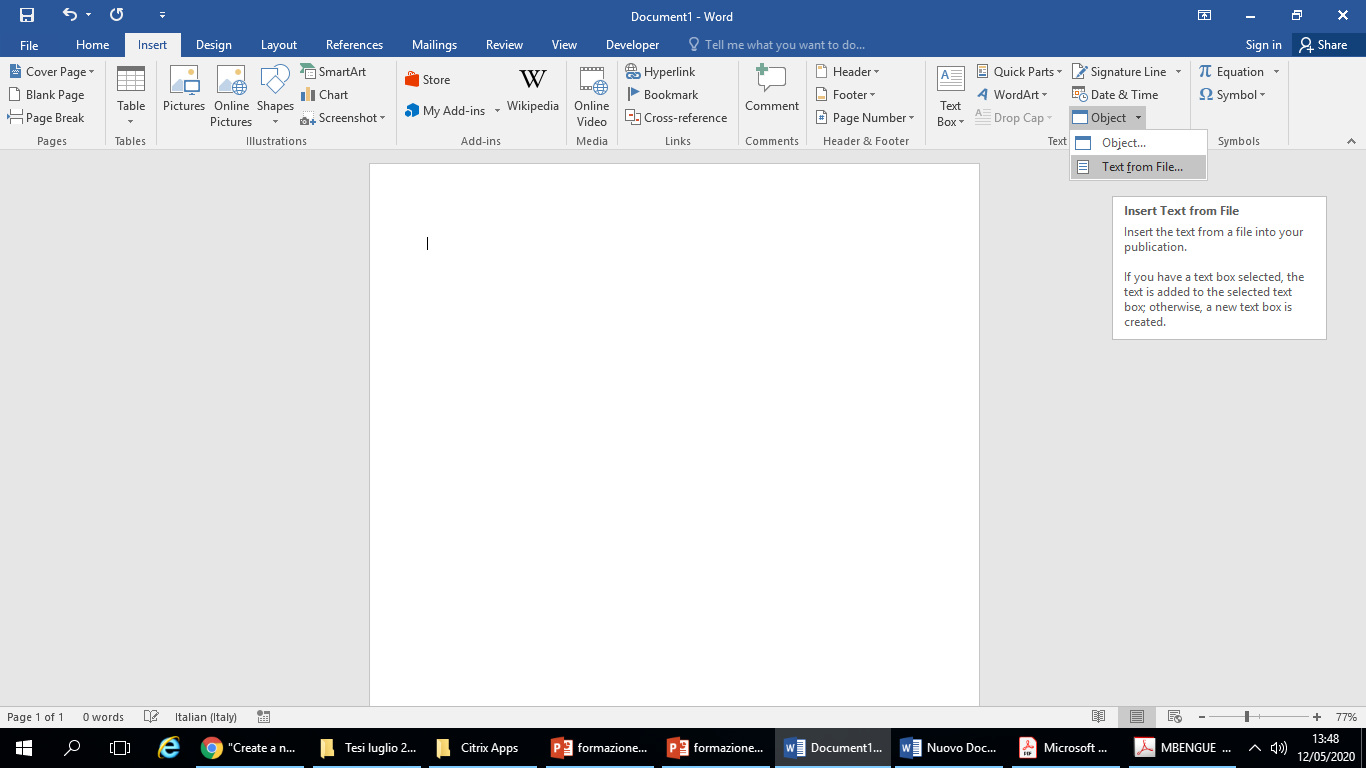 Document1 - Word
File Home Insert Design Layout References Mailings Review View Developer Tell me what you want to do... Sign in Share
Cover Page
Blank Page
Page Break
Pages
Table
Tables
Pictures
Online
Pictures
Shapes
SmartArt
Chart
Screenshot
Illustrations
Store
My Add-ins
W
Wikipedia
Add-ins
Online
Video
Media
Hyperlink
Bookmark
Cross-reference
Links
Comment
Comments
Header
Footer
Page Number
Header & Footer
Text
Box
Quick Parts
WordArt
Drop Cap
Signature Line
Date & Time
Object
Text
Equation
Symbol
Symbols
Object...
Text from File...
Insert Text from File
Insert the text from a file into your
publication.
If you have a text box selected, the
text is added to the selected text
box; otherwise, a new text box is
created.
Page 1 of 1 0 words Italian (Italy) 77%
"Create a n... Tesi luglio 2... Citrix Apps formazione... formazione... Document1... Nuovo Doc... Microsoft ... MBENGUE ...
13:48
12/05/2020